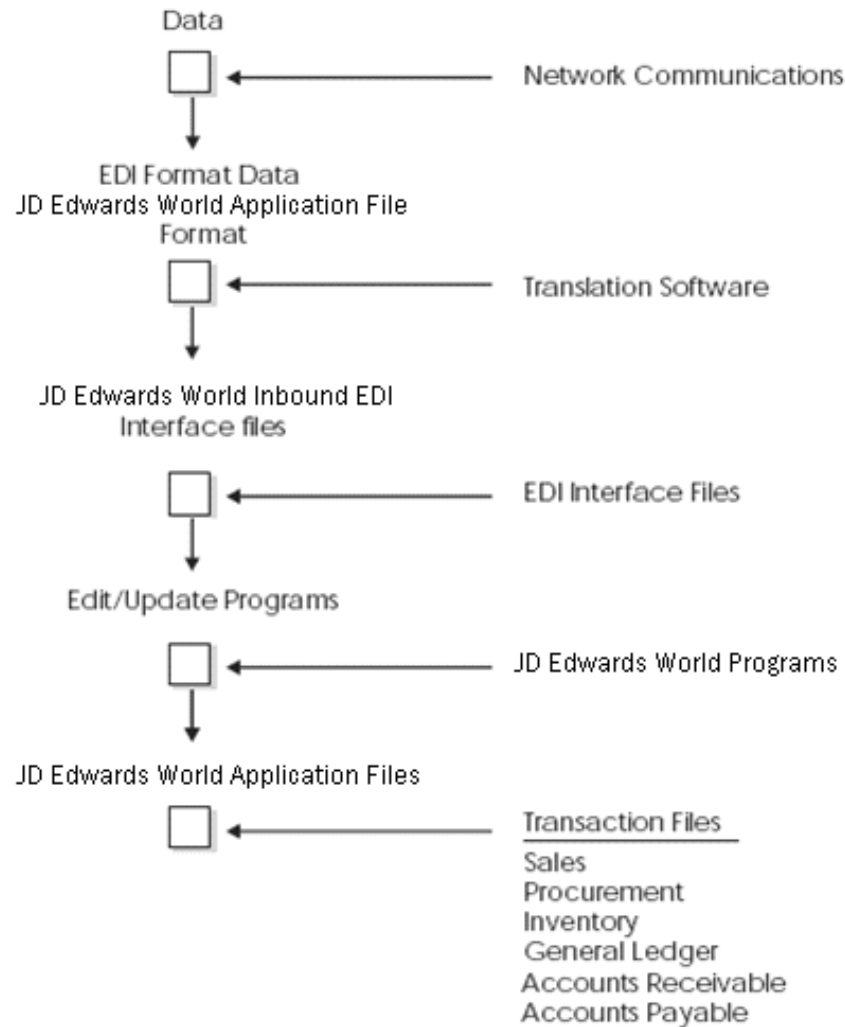 Data
Network Communications
EDI Format Data
JD Edwards World Application File
Format
Translation Software
JD Edwards World Inbound EDI
Interface files
EDI Interface Files
Edit/Update Programs
JD Edwards World Programs
JD Edwards World Application Files
Transaction Files
Sales
Procurement
Inventory
General Ledger
Accounts Receivable
Accounts Payable